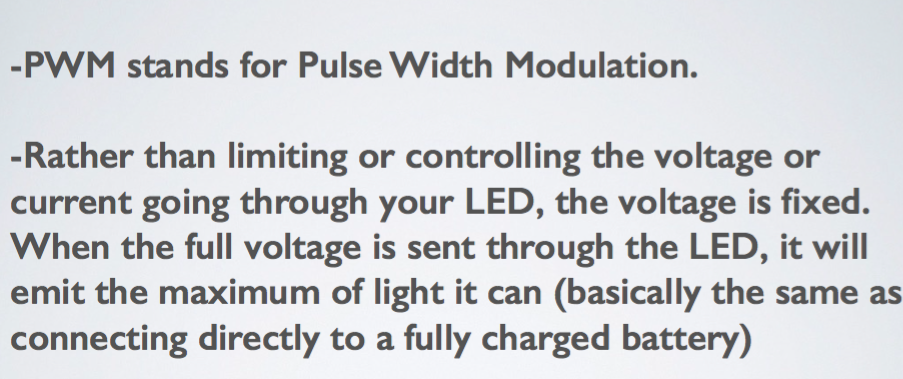 -PWM stands for Pulse Width Modulation.
-Rather than limiting or controlling the voltage or
current going through your LED, the voltage is fixed.
When the full voltage is sent through the LED, it will
emit the maximum of light it can (basically the same as
connecting directly to a fully charged battery)